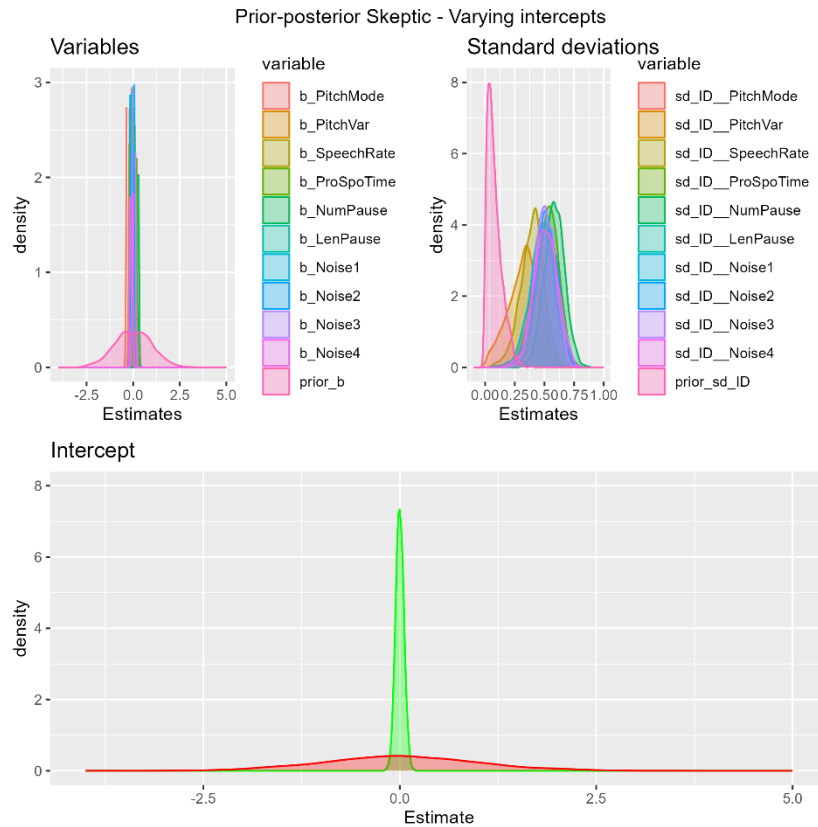 Prior-posterior Skeptic - Varying intercepts
Variables
density
3
2
1
0
-2.5 0.0 2.5 5.0
Estimates
variable
b_PitchMode
b_PitchVar
b_SpeechRate
b_ProSpoTime
b_NumPause
b_LenPause
b_Noise1
b_Noise2
b_Noise3
b_Noise4
prior_b
Standard deviations
density
8
6
4
2
0
0.00 0.25 0.50 0.75 1.00
Estimates
variable
sd_ID__PitchMode
sd_ID__PitchVar
sd_ID__SpeechRate
sd_ID__ProSpoTime
sd_ID__NumPause
sd_ID__LenPause
sd_ID__Noise1
sd_ID__Noise2
sd_ID__Noise3
sd_ID__Noise4
prior_sd_ID
Intercept
density
8
6
4
2
0
-2.5 0.0 2.5 5.0
Estimate